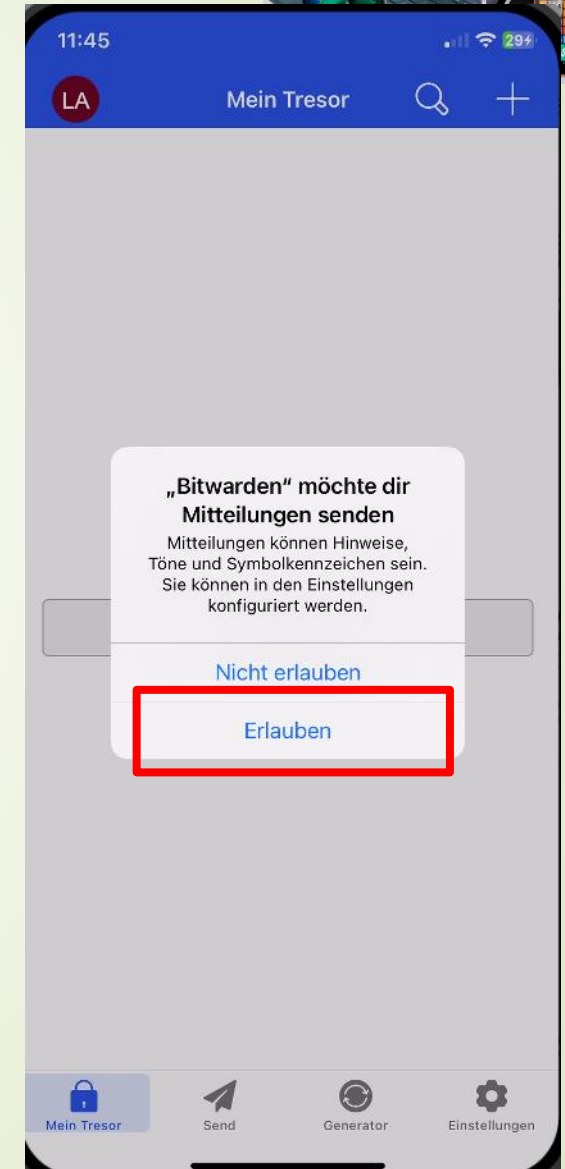 11:45
29
LA
Mein Tresor
„Bitwarden“ möchte dir
Mitteilungen senden
Mitteilungen können Hinweise,
Töne und Symbolkennzeichen sein.
Sie können in den Einstellungen
konfiguriert werden.
Nicht erlauben
Erlauben
Mein Tresor
Send
Generator
Einstellungen